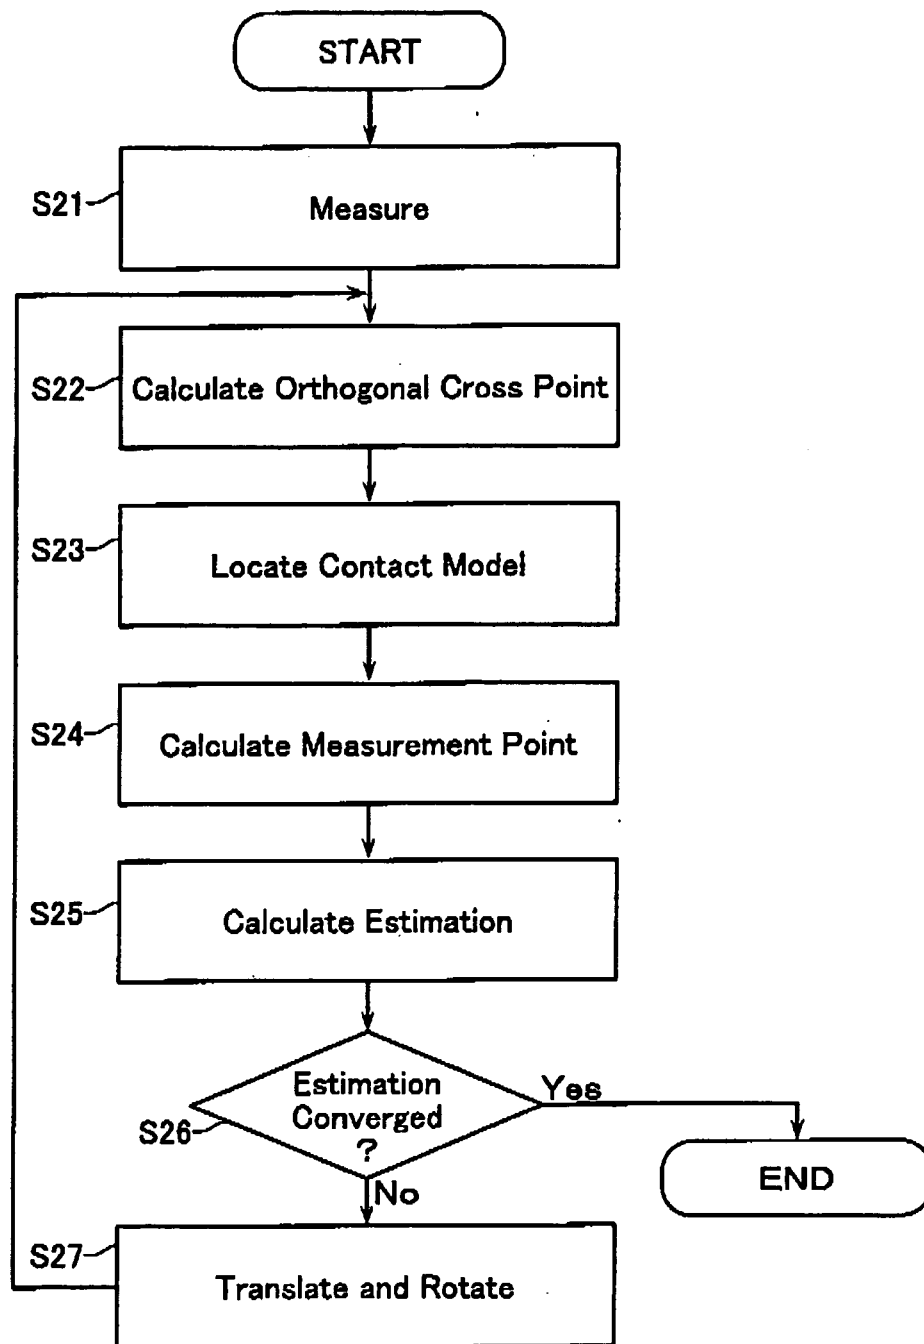 START
S21
Measure
S22
Calculate Orthogonal Cross Point
S23
Locate Contact Model
S24
Calculate Measurement Point
S25
Calculate Estimation
S26
Estimation
Converged
?
Yes
END
No
S27
Translate and Rotate